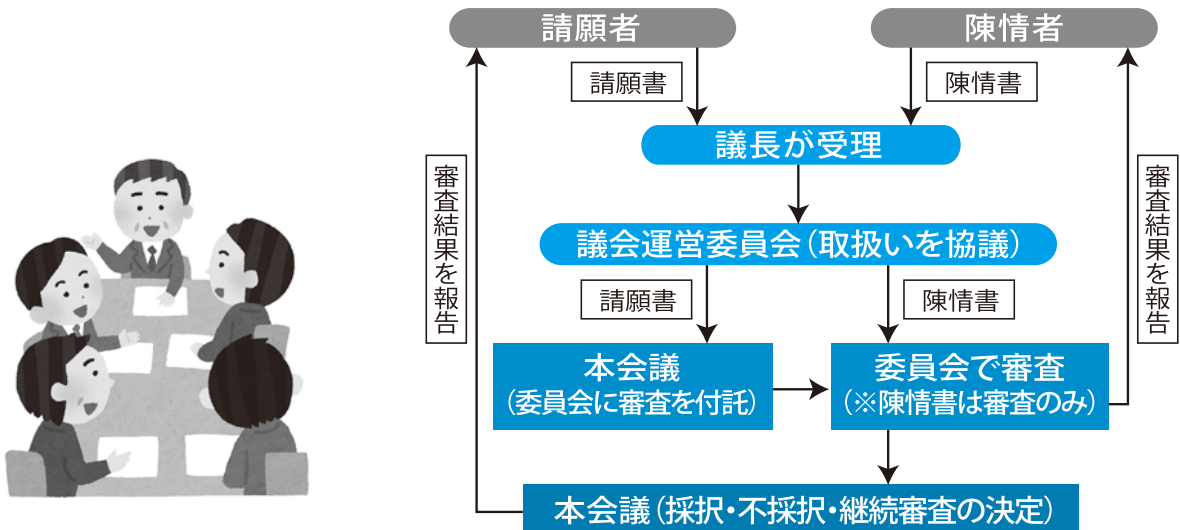 請願者
陳情者
請願書
陳情書
議長が受理
審査結果を報告
審査結果を報告
議会運営委員会(取扱いを協議)
請願書
陳情書
本会議
(委員会に審査を付託)
委員会で審査
(※陳情書は審査のみ)
本会議(採択・不採択・継続審査の決定)